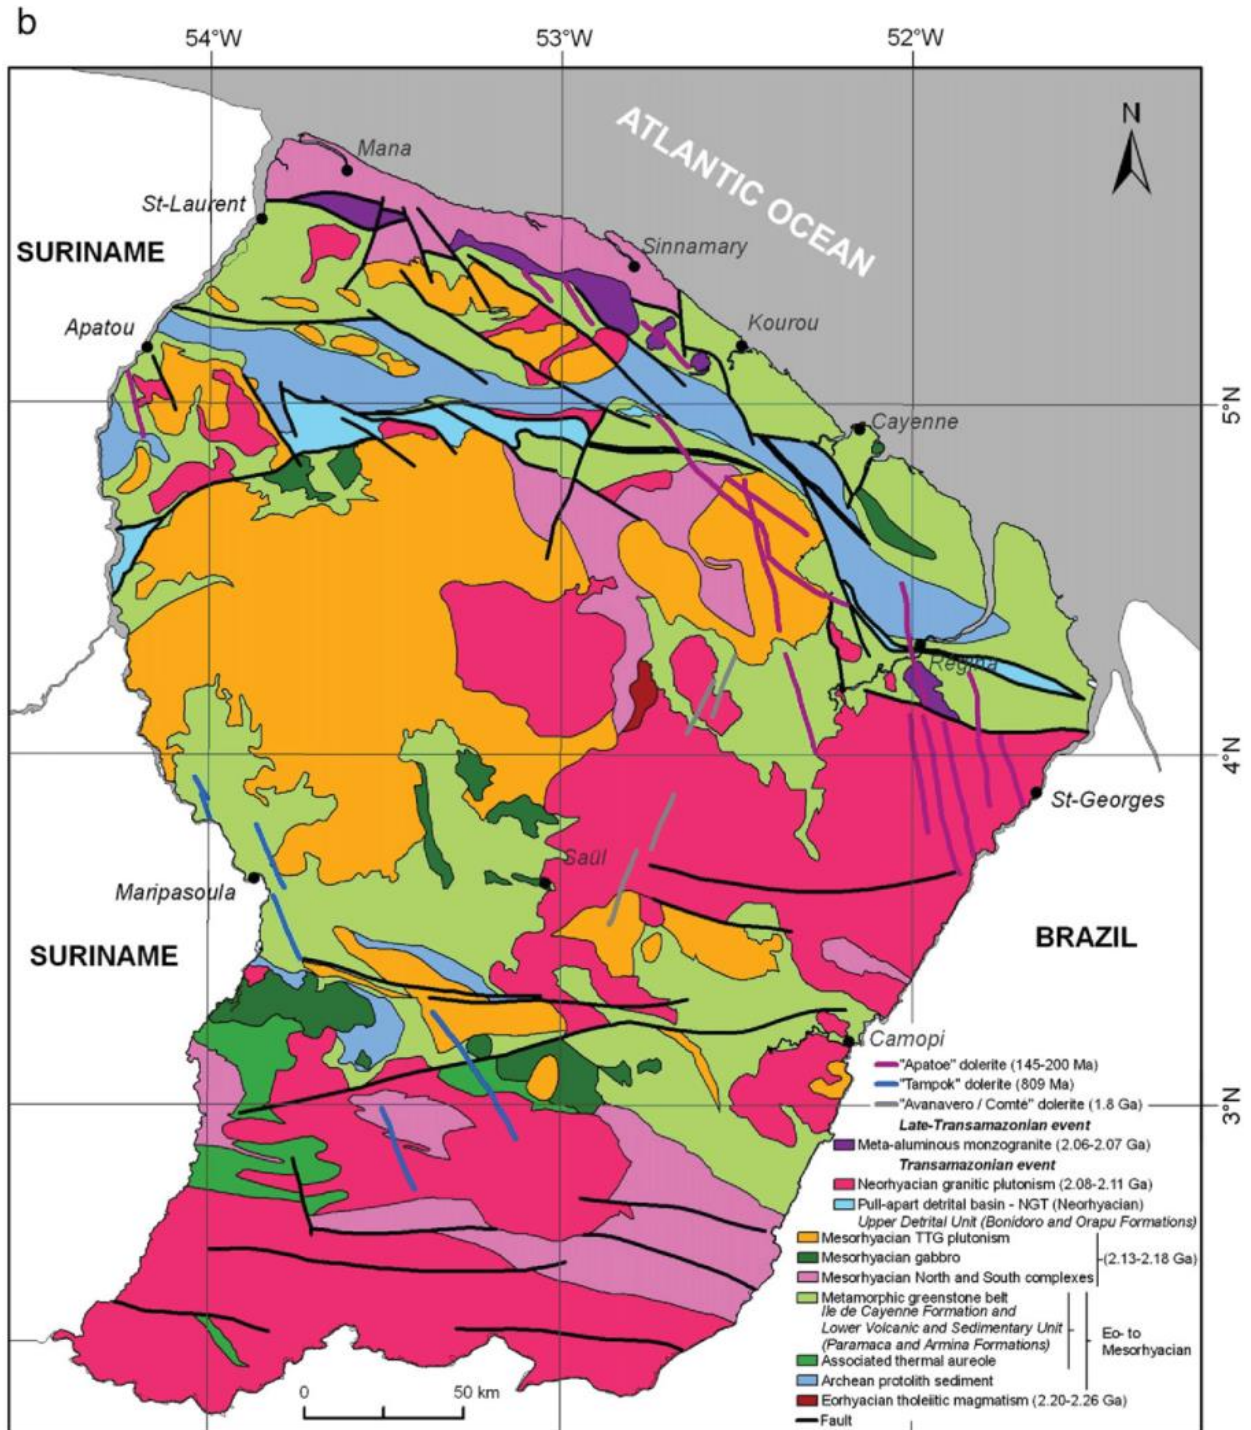 b
54°W 53°W 52°W
ATLANTIC OCEAN
N
Mana
St-Laurent
SURINAME
Sinnamary
Apatou
Kourou
5°N
Cayenne
Régina
4°N
St-Georges
Saül
Maripasoula
SURINAME
BRAZIL
Camopi
"Apatoe" dolerite (145-200 Ma)
"Tampok" dolerite (809 Ma)
"Avanavero / Comté" dolerite (1.8 Ga)
3°N
Late-Transamazonian event
Meta-aluminous monzogranite (2.06-2.07 Ga)
Transamazonian event
Neorhyacian granitic plutonism (2.08-2.11 Ga)
Pull-apart detrital basin - NGT (Neorhyacian)
Upper Detrital Unit (Bonidoro and Orapu Formations)
Mesorhyacian TTG plutonism
Mesorhyacian gabbro
(2.13-2.18 Ga)
Mesorhyacian North and South complexes
Metamorphic greenstone belt
Ile de Cayenne Formation and
Lower Volcanic and Sedimentary Unit
(Paramaca and Armina Formations)
Eo- to
Mesorhyacian
Associated thermal aureole
Archean protolith sediment
Eorhyacian tholeiitic magmatism (2.20-2.26 Ga)
Fault
0 50 km